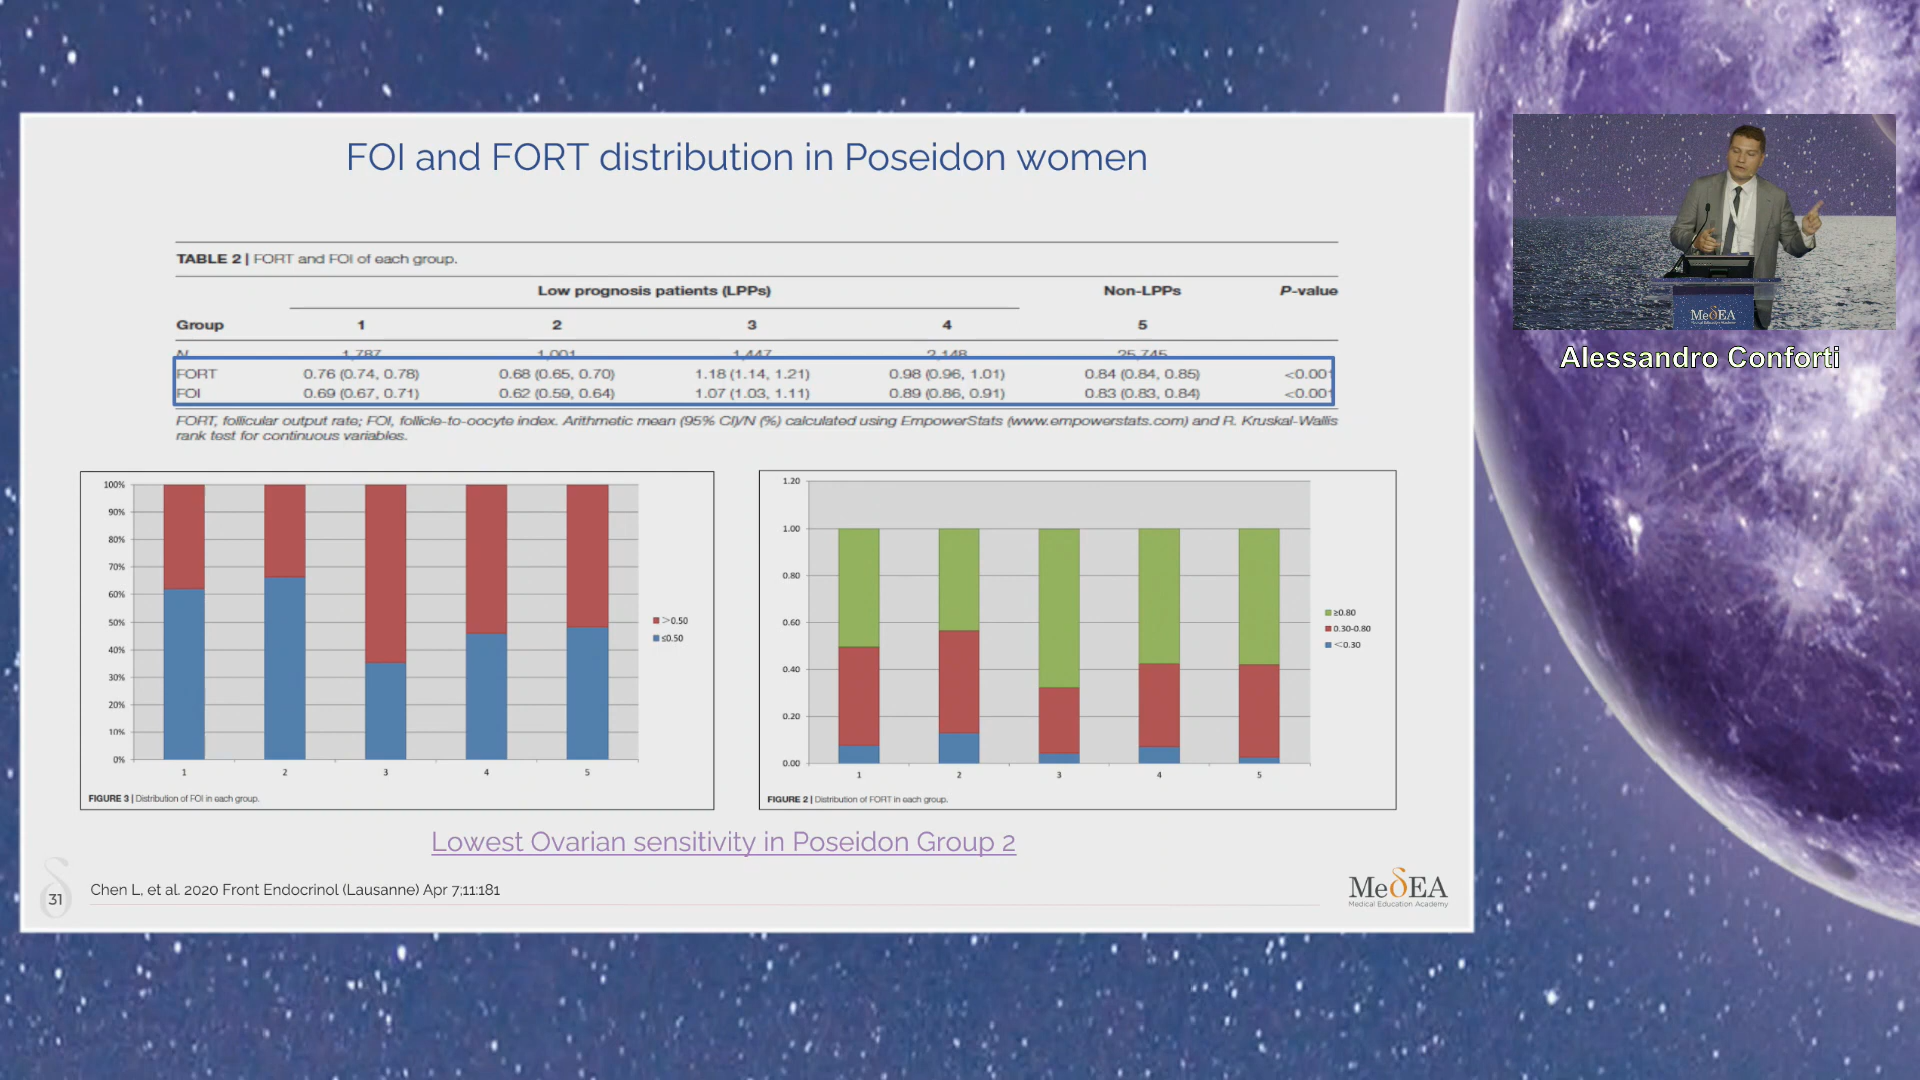 FOI and FORT distribution in Poseidon women
TABLE 2 | FORT and FOI of each group.
Low prognosis patients (LPPs) Non-LPPs P-value
Group 1 2 3 4 5
N 1,787 1,001 1,447 2,148 25,745
FORT 0.76 (0.74, 0.78) 0.68 (0.65, 0.70) 1.18 (1.14, 1.21) 0.98 (0.96, 1.01) 0.84 (0.84, 0.85) <0.001
FOI 0.69 (0.67, 0.71) 0.62 (0.59, 0.64) 1.07 (1.03, 1.11) 0.89 (0.86, 0.91) 0.83 (0.83, 0.84) <0.001
FORT, follicular output rate; FOI, follicle-to-oocyte index. Arithmetic mean (95% CI)/N (%) calculated using EmpowerStats (www.empowerstats.com) and R. Kruskal-Wallis
rank test for continuous variables.
100%
90%
80%
70%
60%
50%
40%
30%
20%
10%
0%
1 2 3 4 5
>0.50
≤0.50
FIGURE 3 | Distribution of FOI in each group.
1.20
1.00
0.80
0.60
0.40
0.20
0.00
1 2 3 4 5
≥0.80
0.30-0.80
<0.30
FIGURE 2 | Distribution of FORT in each group.
Lowest Ovarian sensitivity in Poseidon Group 2
31
Chen L, et al. 2020 Front Endocrinol (Lausanne) Apr 7;11:181
MeδEA
Medical Education Academy
MeδEA
Alessandro Conforti